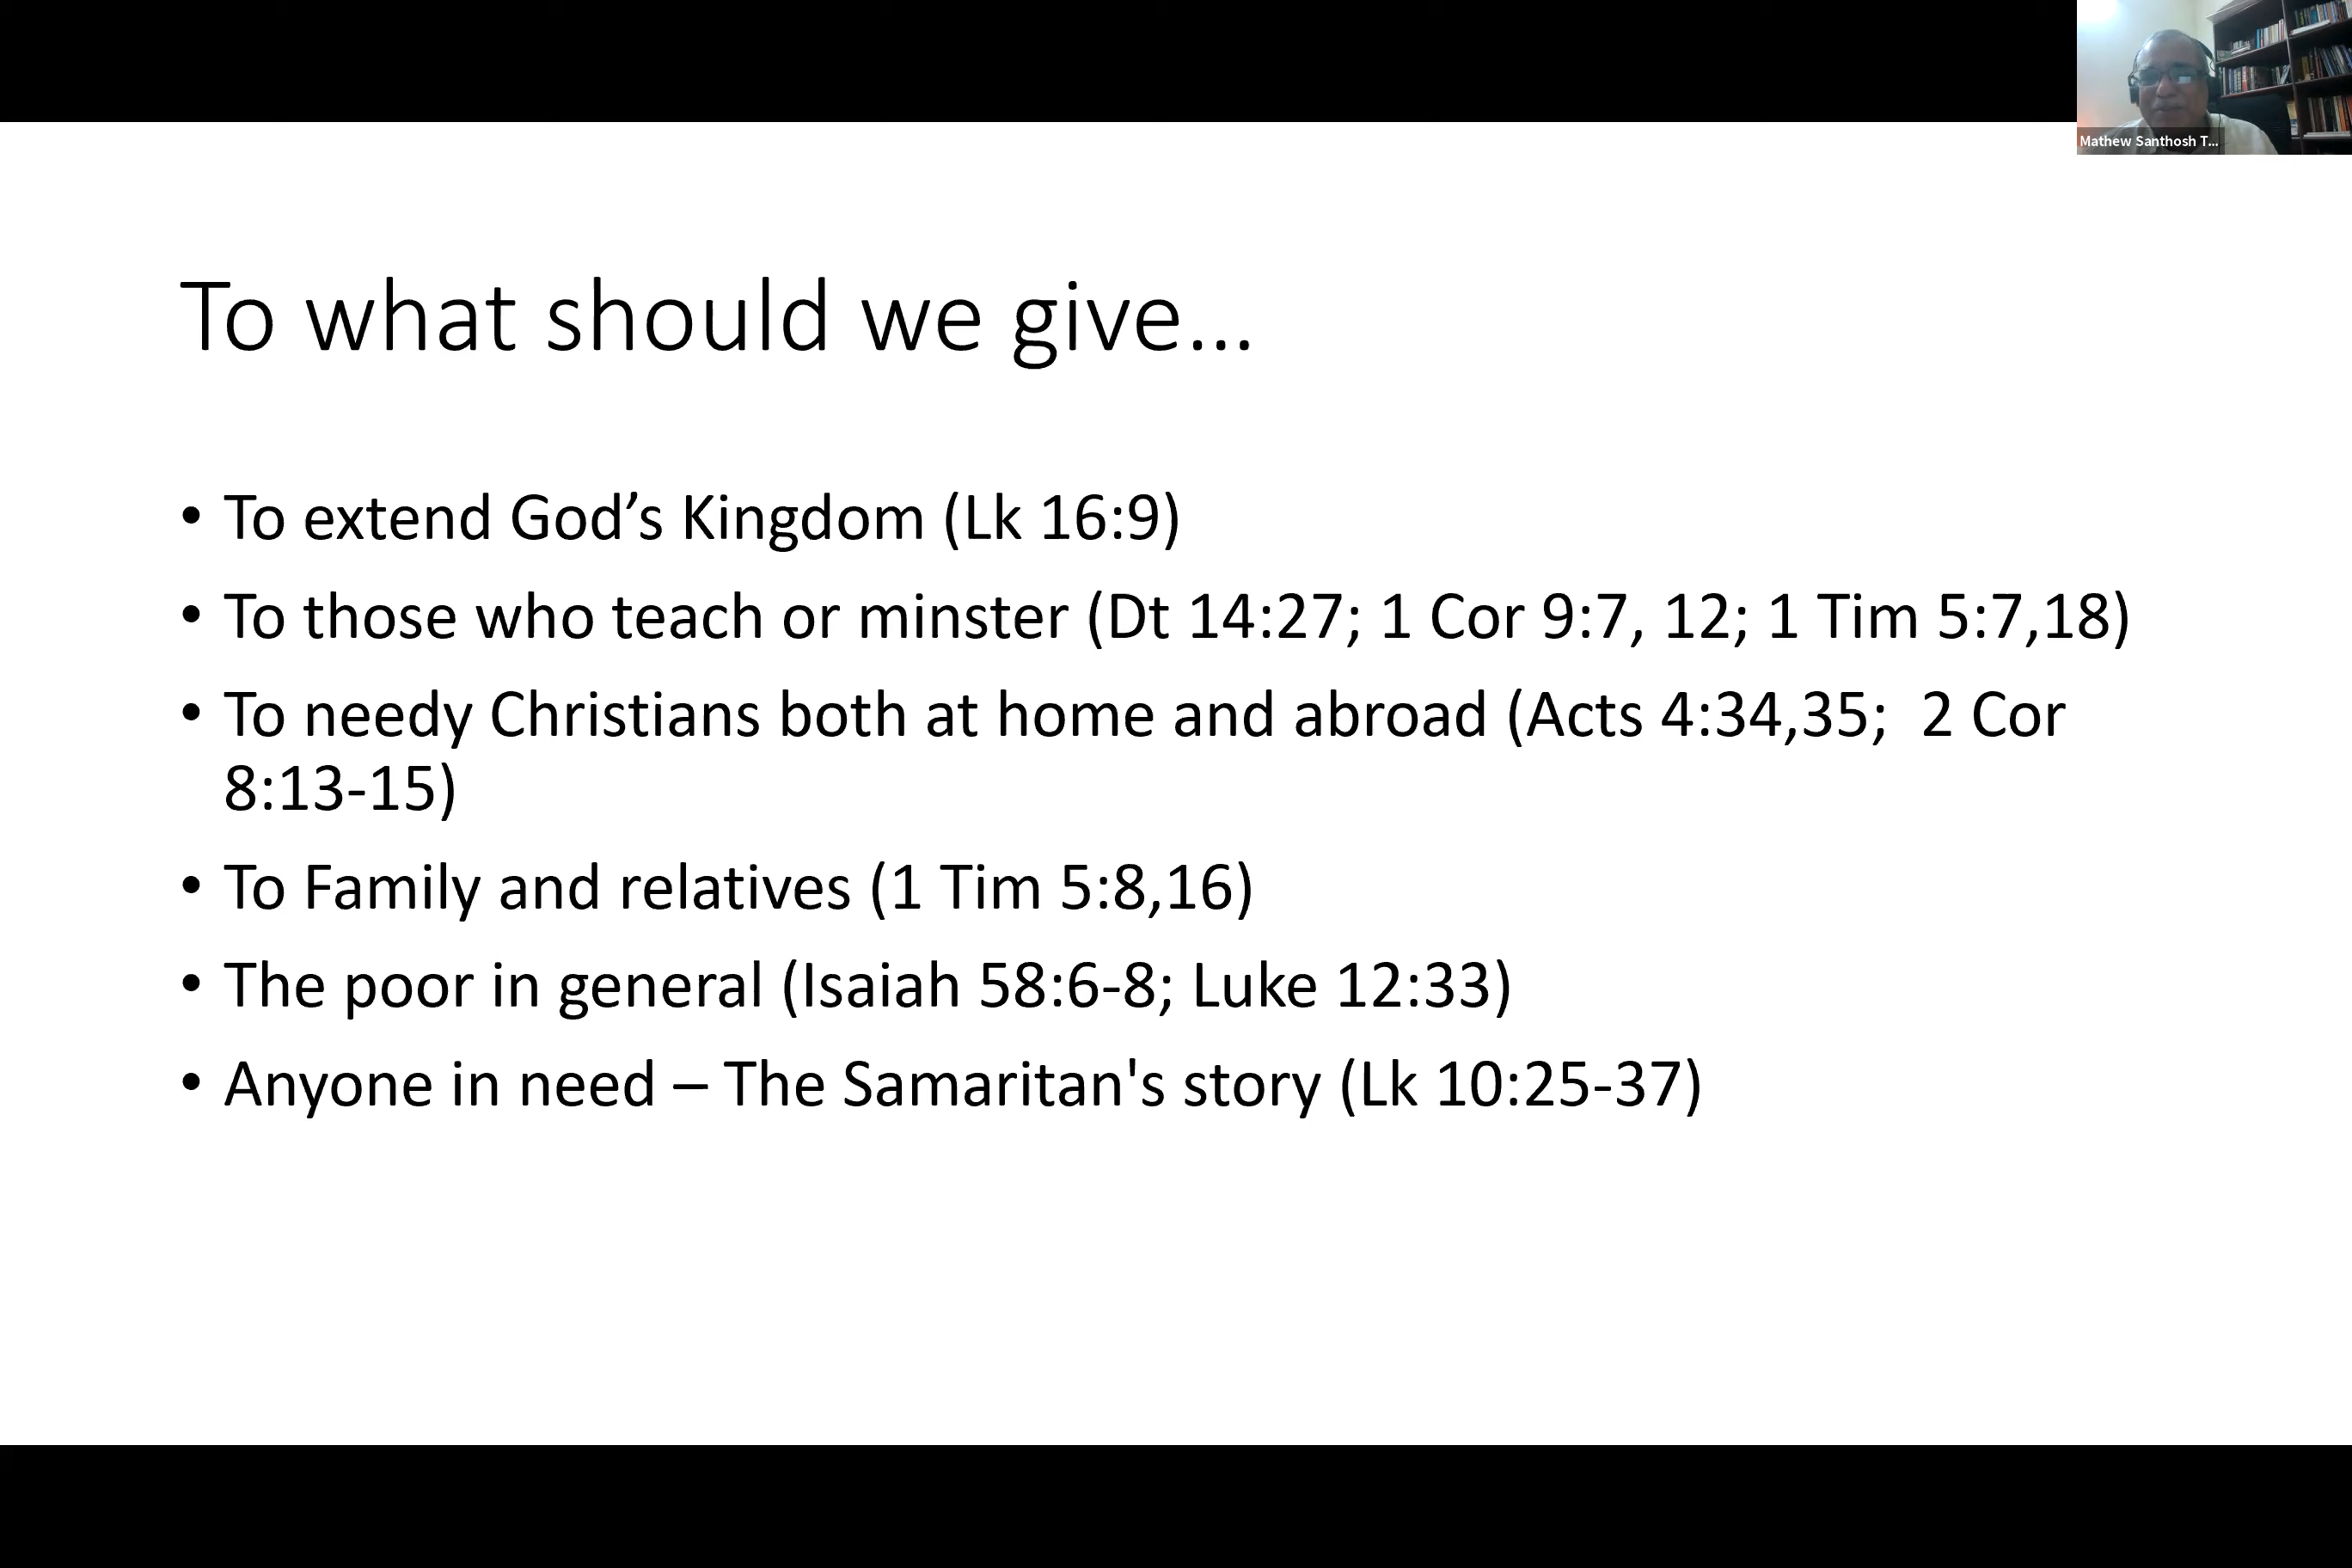 Mathew Santhosh T...
To what should we give...
• To extend God’s Kingdom (Lk 16:9)
• To those who teach or minster (Dt 14:27; 1 Cor 9:7, 12; 1 Tim 5:7,18)
• To needy Christians both at home and abroad (Acts 4:34,35;  2 Cor
8:13-15)
• To Family and relatives (1 Tim 5:8,16)
• The poor in general (Isaiah 58:6-8; Luke 12:33)
• Anyone in need – The Samaritan's story (Lk 10:25-37)